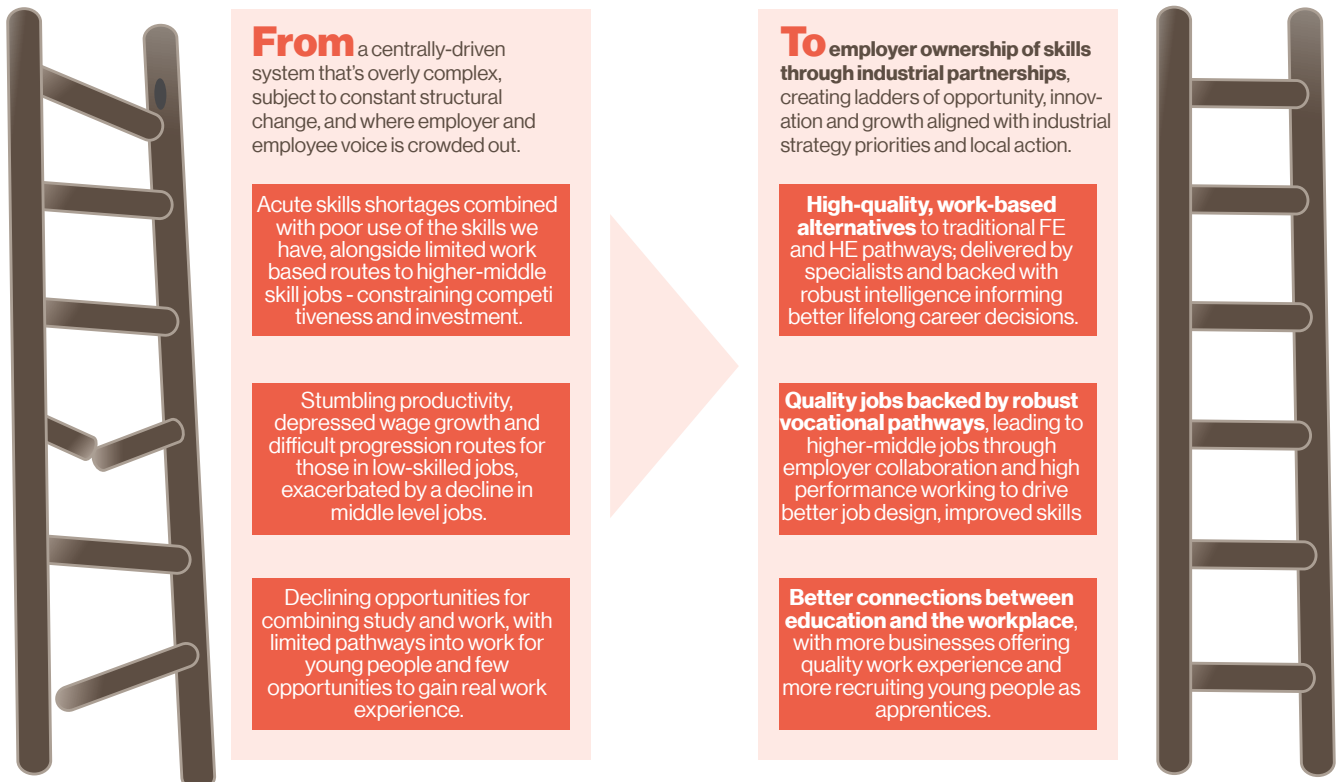 From a centrally-driven
system that's overly complex,
subject to constant structural
change, and where employer and
employee voice is crowded out.
Acute skills shortages combined
with poor use of the skills we
have, alongside limited work
based routes to higher-middle
skill jobs - constraining competi
tiveness and investment.
Stumbling productivity,
depressed wage growth and
difficult progression routes for
those in low-skilled jobs,
exacerbated by a decline in
middle level jobs.
Declining opportunities for
combining study and work, with
limited pathways into work for
young people and few
opportunities to gain real work
experience.
To employer ownership of skills
through industrial partnerships,
creating ladders of opportunity, innov-
ation and growth aligned with industrial
strategy priorities and local action.
High-quality, work-based
alternatives to traditional FE
and HE pathways; delivered by
specialists and backed with
robust intelligence informing
better lifelong career decisions.
Quality jobs backed by robust
vocational pathways, leading to
higher-middle jobs through
employer collaboration and high
performance working to drive
better job design, improved skills
Better connections between
education and the workplace,
with more businesses offering
quality work experience and
more recruiting young people as
apprentices.